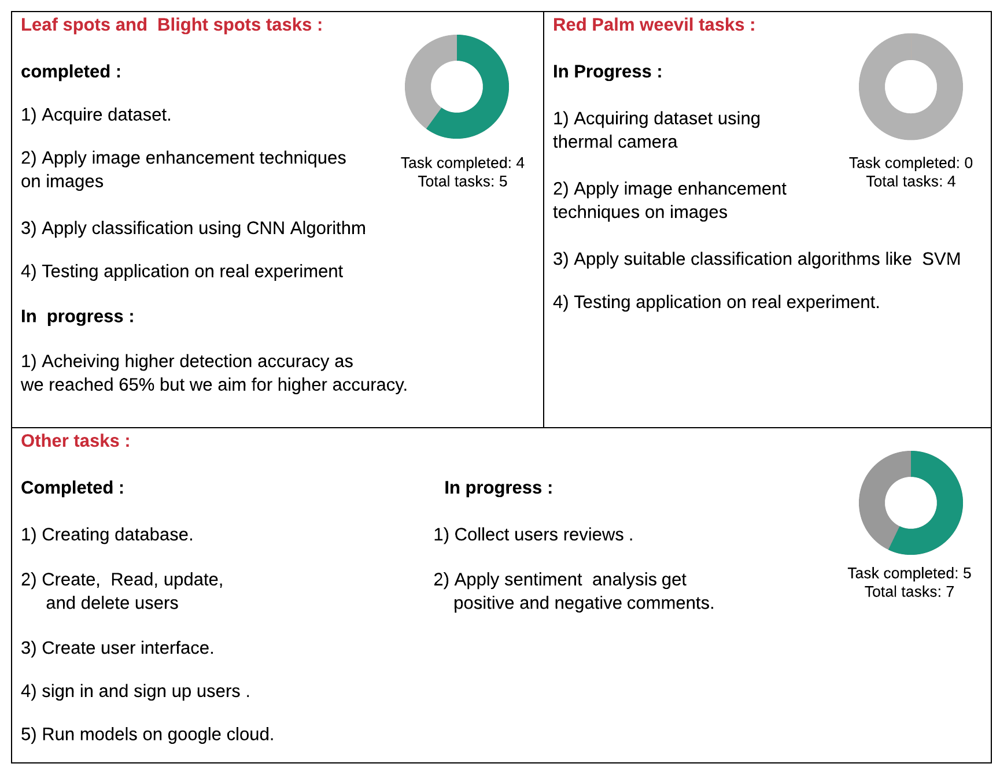 Leaf spots and  Blight spots tasks :
completed :
1) Acquire dataset.
2) Apply image enhancement techniques
on images
3) Apply classification using CNN Algorithm
4) Testing application on real experiment
In  progress :
1) Acheiving higher detection accuracy as
we reached 65% but we aim for higher accuracy.
Task completed: 4
Total tasks: 5
Red Palm weevil tasks :
In Progress :
1) Acquiring dataset using
thermal camera
2) Apply image enhancement
techniques on images
3) Apply suitable classification algorithms like  SVM
4) Testing application on real experiment.
Task completed: 0
Total tasks: 4
Other tasks :
Completed :
1) Creating database.
2) Create,  Read, update,
and delete users
3) Create user interface.
4) sign in and sign up users .
5) Run models on google cloud.
In progress :
1) Collect users reviews .
2) Apply sentiment  analysis get
positive and negative comments.
Task completed: 5
Total tasks: 7